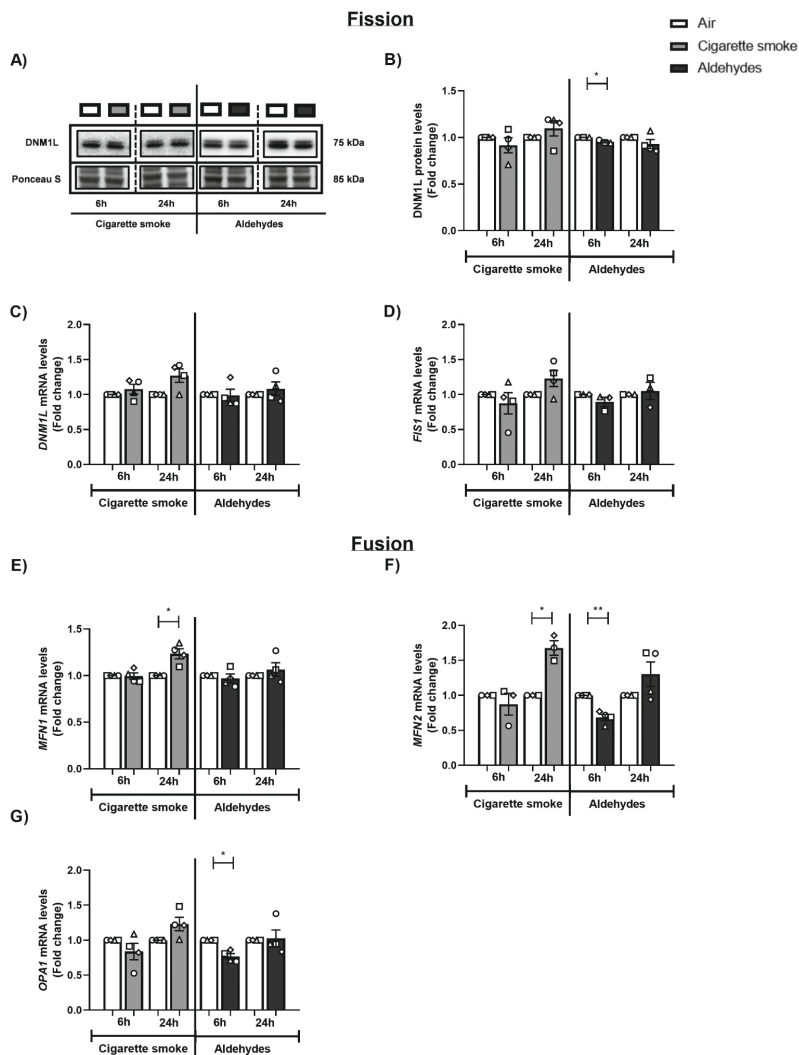 Fission
Air
Cigarette smoke
Aldehydes
A)
DNM1L
75 kDa
Ponceau S
85 kDa
6h
24h
6h
24h
Cigarette smoke
Aldehydes
B)
DNM1L protein levels
(Fold change)
1.5
1.0
0.5
0.0
*
6h
24h
6h
24h
Cigarette smoke
Aldehydes
C)
DNM1L mRNA levels
(Fold change)
2.0
1.5
1.0
0.5
0.0
6h
24h
6h
24h
Cigarette smoke
Aldehydes
D)
FIS1 mRNA levels
(Fold change)
2.0
1.5
1.0
0.5
0.0
6h
24h
6h
24h
Cigarette smoke
Aldehydes
Fusion
E)
MFN1 mRNA levels
(Fold change)
1.5
1.0
0.5
0.0
*
6h
24h
6h
24h
Cigarette smoke
Aldehydes
F)
MFN2 mRNA levels
(Fold change)
2.0
1.5
1.0
0.5
0.0
*
**
6h
24h
6h
24h
Cigarette smoke
Aldehydes
G)
OPA1 mRNA levels
(Fold change)
2.0
1.5
1.0
0.5
0.0
*
6h
24h
6h
24h
Cigarette smoke
Aldehydes